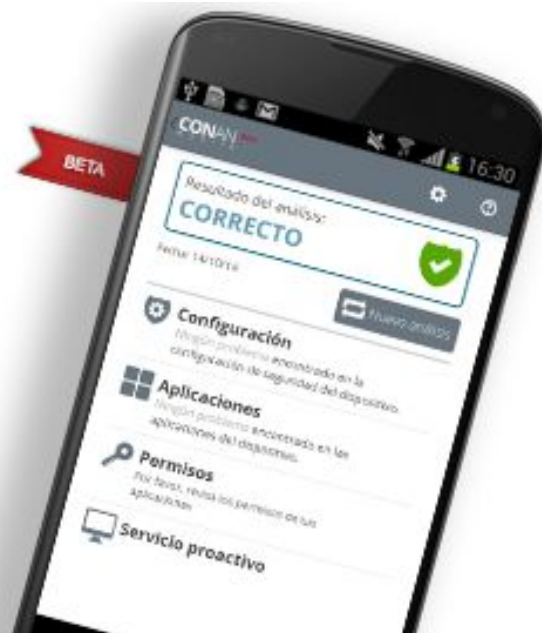 BETA
16:30
CONAN
Resultado del análisis:
CORRECTO
Fecha: 14/10/14
Nuevo análisis
Configuración
Ningún problema encontrado en la
configuración de seguridad del dispositivo.
Aplicaciones
Ningún problema encontrado en las
aplicaciones del dispositivo.
Permisos
Por favor, revisa los permisos de tus
aplicaciones
Servicio proactivo